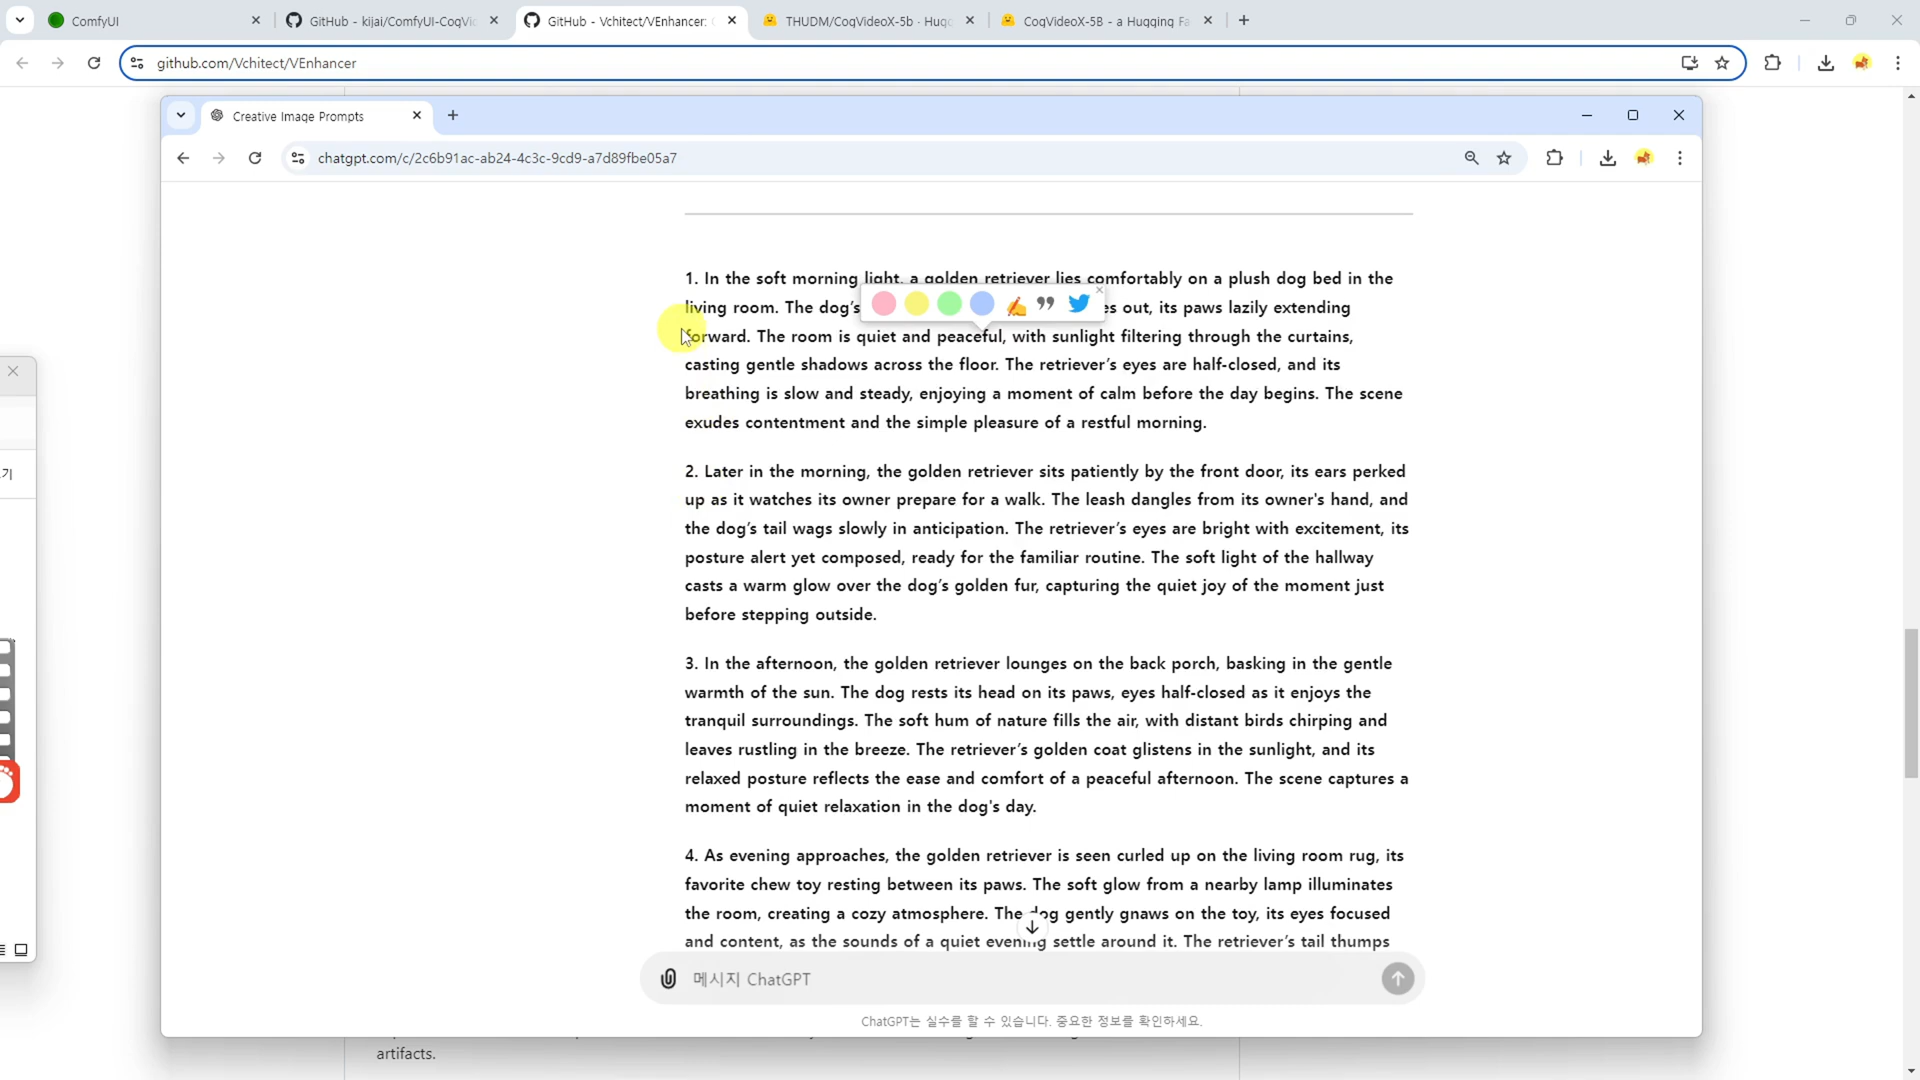 ComfyUI
GitHub - kijai/ComfyUI-CogVic
GitHub - Vchitect/VEnhancer: (
THUDM/CogVideoX-5b · Hugg
CogVideoX-5B - a Hugging Fa
github.com/Vchitect/VEnhancer
Creative Image Prompts
chatgpt.com/c/2c6b91ac-ab24-4c3c-9cd9-a7d89fbe05a7
1. In the soft morning light, a golden retriever lies comfortably on a plush dog bed in the
living room. The dog's es out, its paws lazily extending
forward. The room is quiet and peaceful, with sunlight filtering through the curtains,
casting gentle shadows across the floor. The retriever's eyes are half-closed, and its
breathing is slow and steady, enjoying a moment of calm before the day begins. The scene
exudes contentment and the simple pleasure of a restful morning.
2. Later in the morning, the golden retriever sits patiently by the front door, its ears perked
up as it watches its owner prepare for a walk. The leash dangles from its owner's hand, and
the dog's tail wags slowly in anticipation. The retriever's eyes are bright with excitement, its
posture alert yet composed, ready for the familiar routine. The soft light of the hallway
casts a warm glow over the dog's golden fur, capturing the quiet joy of the moment just
before stepping outside.
3. In the afternoon, the golden retriever lounges on the back porch, basking in the gentle
warmth of the sun. The dog rests its head on its paws, eyes half-closed as it enjoys the
tranquil surroundings. The soft hum of nature fills the air, with distant birds chirping and
leaves rustling in the breeze. The retriever's golden coat glistens in the sunlight, and its
relaxed posture reflects the ease and comfort of a peaceful afternoon. The scene captures a
moment of quiet relaxation in the dog's day.
4. As evening approaches, the golden retriever is seen curled up on the living room rug, its
favorite chew toy resting between its paws. The soft glow from a nearby lamp illuminates
the room, creating a cozy atmosphere. The dog gently gnaws on the toy, its eyes focused
and content, as the sounds of a quiet evening settle around it. The retriever's tail thumps
메시지 ChatGPT
ChatGPT는 실수를 할 수 있습니다. 중요한 정보를 확인하세요.
artifacts.